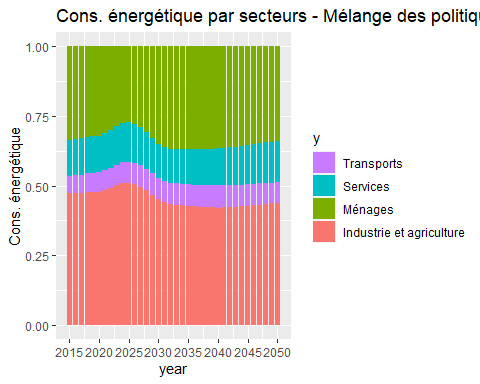 Cons. énergétique par secteurs - Mélange des politiqu
1.00
0.75
0.50
0.25
0.00
Cons. énergétique
2015 2020 2025 2030 2035 2040 2045 2050
year
y
Transports
Services
Ménages
Industrie et agriculture